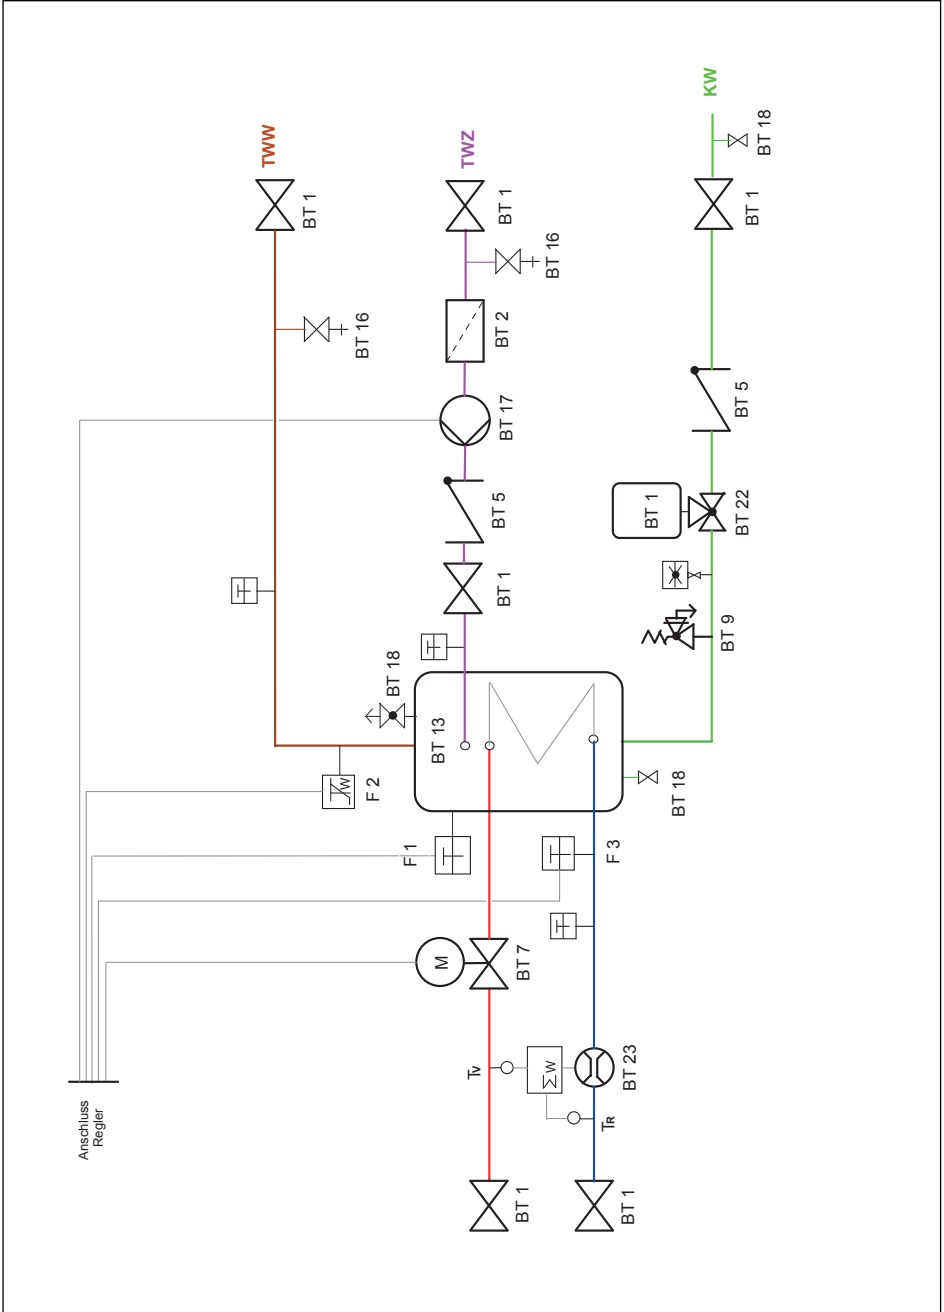 Anschluss
Regler
TWW
BT 1
W
BT 16
F 2
BT 18
F 1
M
BT 13
Tv
TWZ
BT 1
BT 7
BT 1
BT 5
BT 17
BT 2
BT 16
BT 1
ΣW
TR
F 3
BT 1
BT 23
BT 1
BT 18
KW
BT 9
BT 22
BT 5
BT 1
BT 18